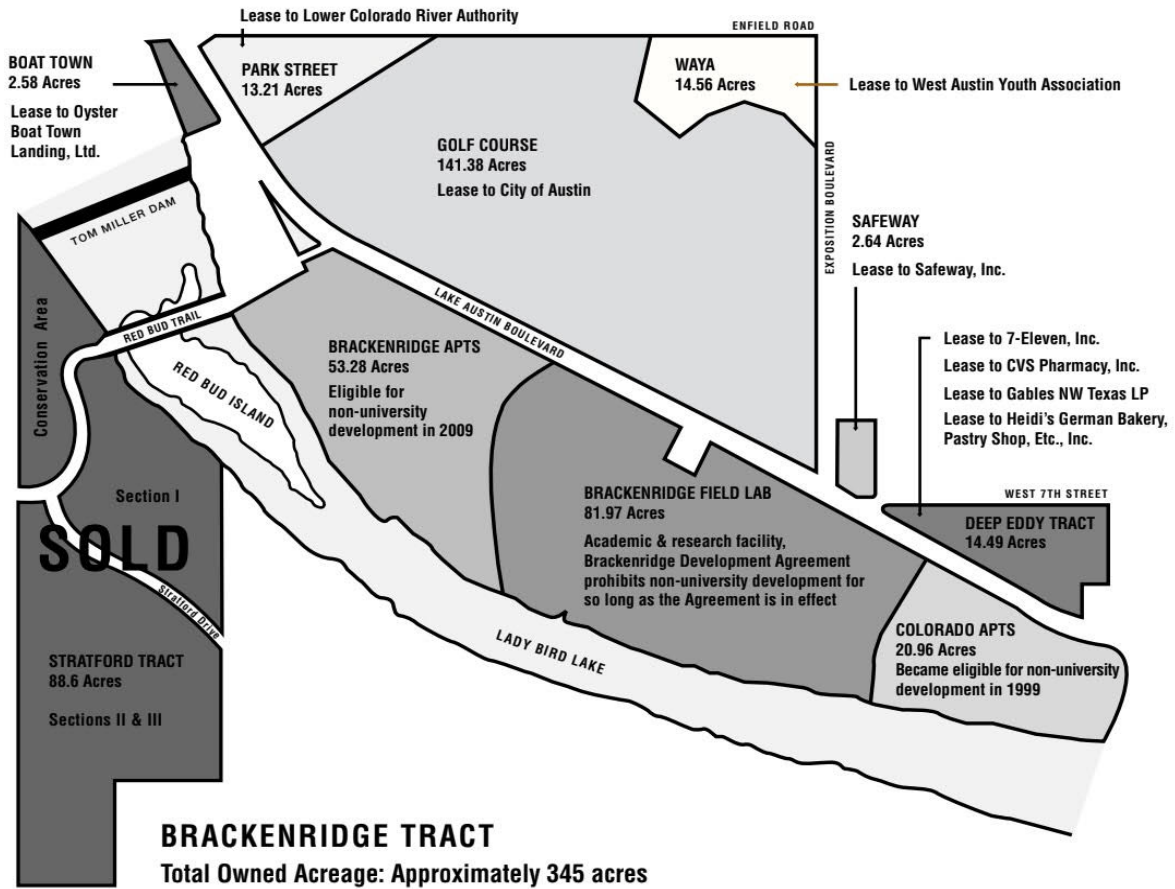 Lease to Lower Colorado River Authority
ENFIELD ROAD
BOAT TOWN
2.58 Acres
Lease to Oyster
Boat Town
Landing, Ltd.
PARK STREET
13.21 Acres
WAYA
14.56 Acres
Lease to West Austin Youth Association
GOLF COURSE
141.38 Acres
Lease to City of Austin
EXPOSITION BOULEVARD
TOM MILLER DAM
SAFEWAY
2.64 Acres
Lease to Safeway, Inc.
Conservation Area
RED BUD TRAIL
LAKE AUSTIN BOULEVARD
RED BUD ISLAND
BRACKENRIDGE APTS
53.28 Acres
Eligible for
non-university
development in 2009
Lease to 7-Eleven, Inc.
Lease to CVS Pharmacy, Inc.
Lease to Gables NW Texas LP
Lease to Heidi's German Bakery,
Pastry Shop, Etc., Inc.
Section I
SOLD
Stratford Drive
BRACKENRIDGE FIELD LAB
81.97 Acres
Academic & research facility,
Brackenridge Development Agreement
prohibits non-university development for
so long as the Agreement is in effect
WEST 7TH STREET
DEEP EDDY TRACT
14.49 Acres
LADY BIRD LAKE
COLORADO APTS
20.96 Acres
Became eligible for non-university
development in 1999
STRATFORD TRACT
88.6 Acres
Sections II & III
BRACKENRIDGE TRACT
Total Owned Acreage: Approximately 345 acres